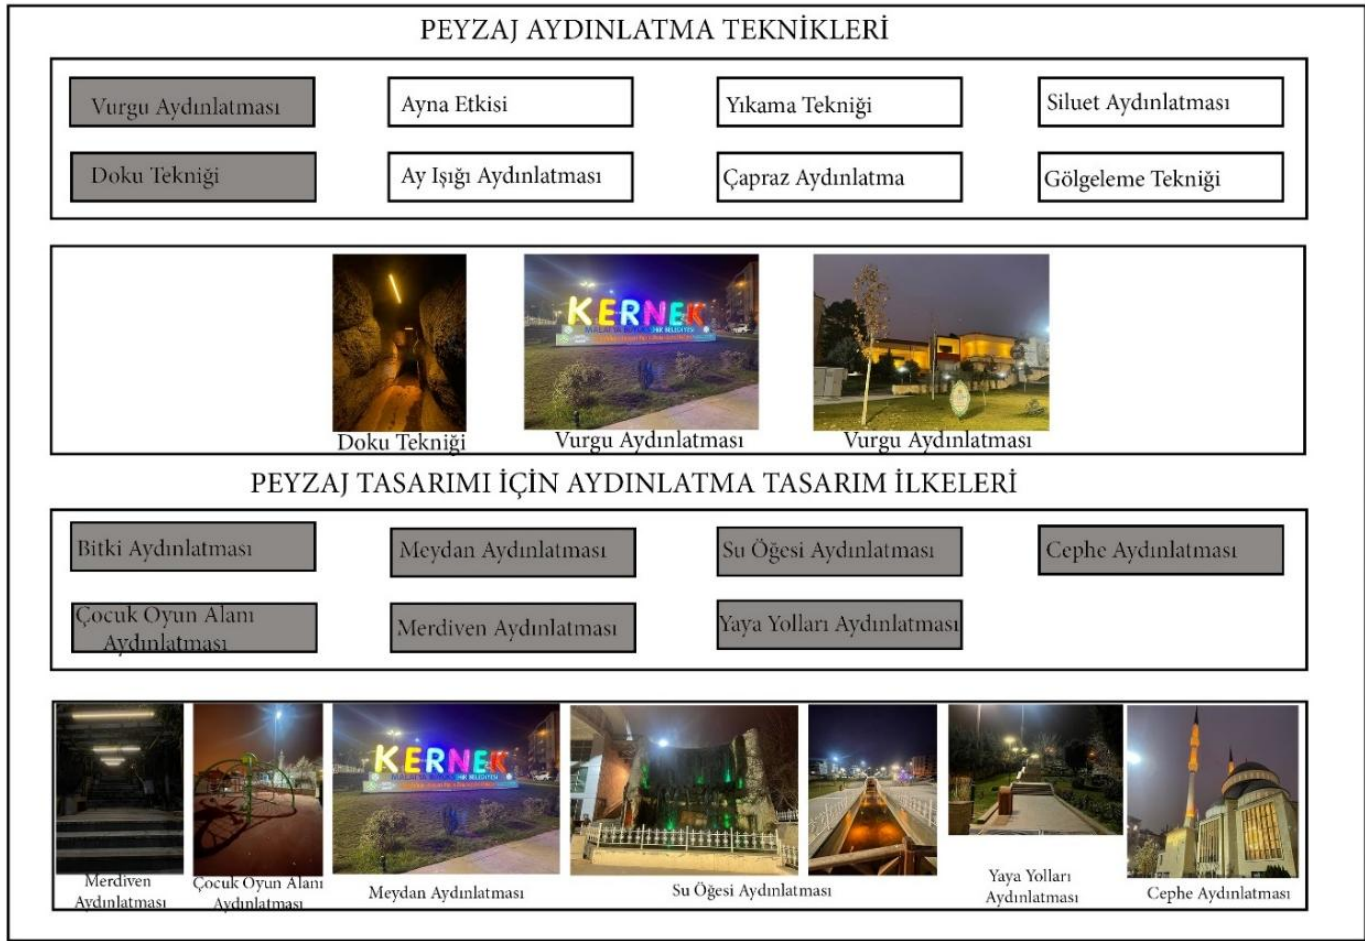 PEYZAJ AYDINLATMA TEKNİKLERİ
Vurgu Aydınlatması
Ayna Etkisi
Yıkama Tekniği
Siluet Aydınlatması
Doku Tekniği
Ay Işığı Aydınlatması
Çapraz Aydınlatma
Gölgeleme Tekniği
KERNEK
Doku Tekniği
Vurgu Aydınlatması
Vurgu Aydınlatması
PEYZAJ TASARIMI İÇİN AYDINLATMA TASARIM İLKELERİ
Bitki Aydınlatması
Meydan Aydınlatması
Su Öğesi Aydınlatması
Cephe Aydınlatması
Çocuk Oyun Alanı
Aydınlatması
Merdiven Aydınlatması
Yaya Yolları Aydınlatması
KERNEK
Merdiven
Aydınlatması
Çocuk Oyun Alanı
Aydınlatması
Meydan Aydınlatması
Su Öğesi Aydınlatması
Yaya Yolları
Aydınlatması
Cephe Aydınlatması